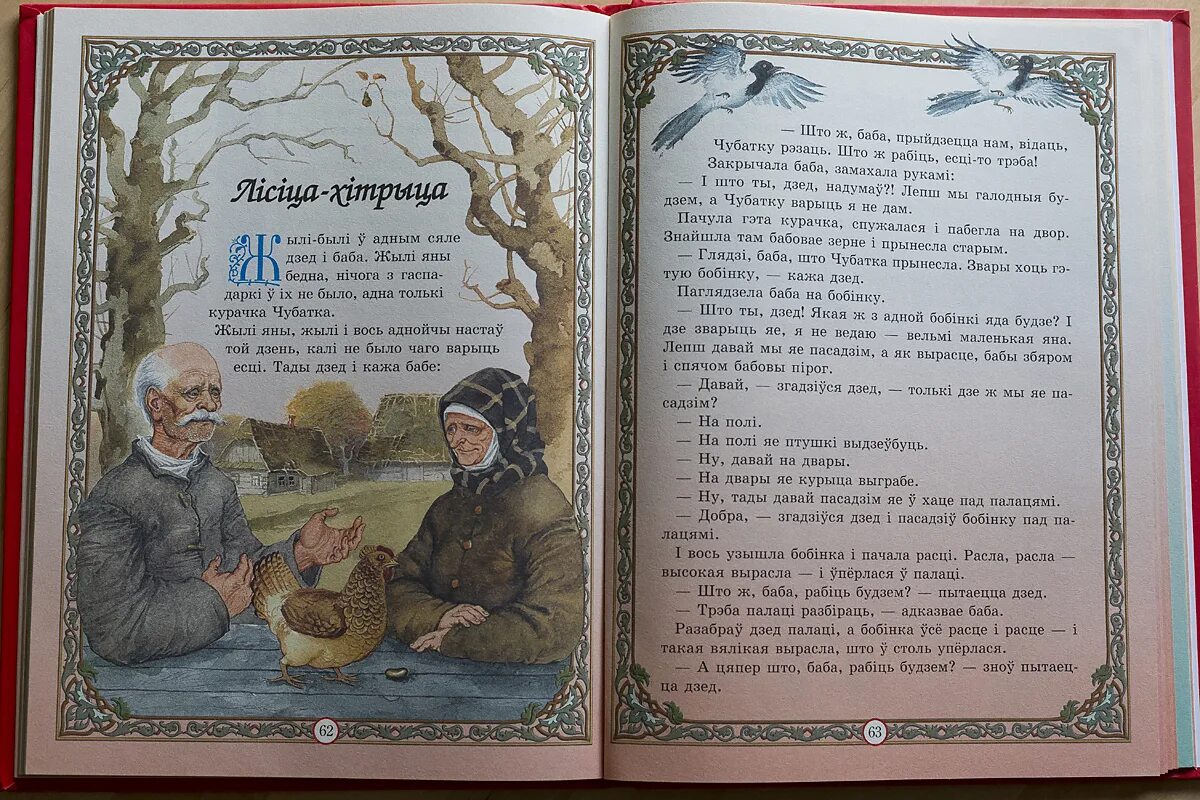 Лісіца-хітрыца
Жылі-былі ў адным сяле
дзед і баба. Жылі яны
бедна, нічога з гаспа-
даркі ў іх не было, адна толькі
курачка Чубатка.
Жылі яны, жылі і вось аднойчы настаў
той дзень, калі не было чаго варыць
есці. Тады дзед і кажа бабе:
62
— Што ж, баба, прыйдзецца нам, відаць,
Чубатку рэзаць. Што ж рабіць, есці-то трэба!
Закрычала баба, замахала рукамі:
— І што ты, дзед, надумаў?! Лепш мы галодныя бу-
дзем, а Чубатку варыць я не дам.
Пачула гэта курачка, спужалася і пабегла на двор.
Знайшла там бабовае зерне і прынесла старым.
— Глядзі, баба, што Чубатка прынесла. Звары хоць гэ-
тую бобінку, — кажа дзед.
Паглядзела баба на бобінку.
— Што ты, дзед! Якая ж з адной бобінкі яда будзе? І
дзе зварыць яе, я не ведаю — вельмі маленькая яна.
Лепш давай мы яе пасадзім, а як вырасце, бабы збяром
і спячом бабовы пірог.
— Давай, — згадзіўся дзед, — толькі дзе ж мы яе па-
садзім?
— На полі.
— На полі яе птушкі выдзеўбуць.
— Ну, давай на двары.
— На двары яе курыца выграбе.
— Ну, тады давай пасадзім яе ў хаце пад палацямі.
— Добра, — згадзіўся дзед і пасадзіў бобінку пад па-
лацямі.
І вось узышла бобінка і пачала расці. Расла, расла —
высокая вырасла — і ўпёрлася ў палаці.
— Што ж, баба, рабіць будзем? — пытаецца дзед.
— Трэба палаці разбіраць, — адказвае баба.
Разабраў дзед палаці, а бобінка ўсё расце і расце — і
такая вялікая вырасла, што ў столь упёрлася.
— А цяпер што, баба, рабіць будзем? — зноў пытаец-
ца дзед.
63